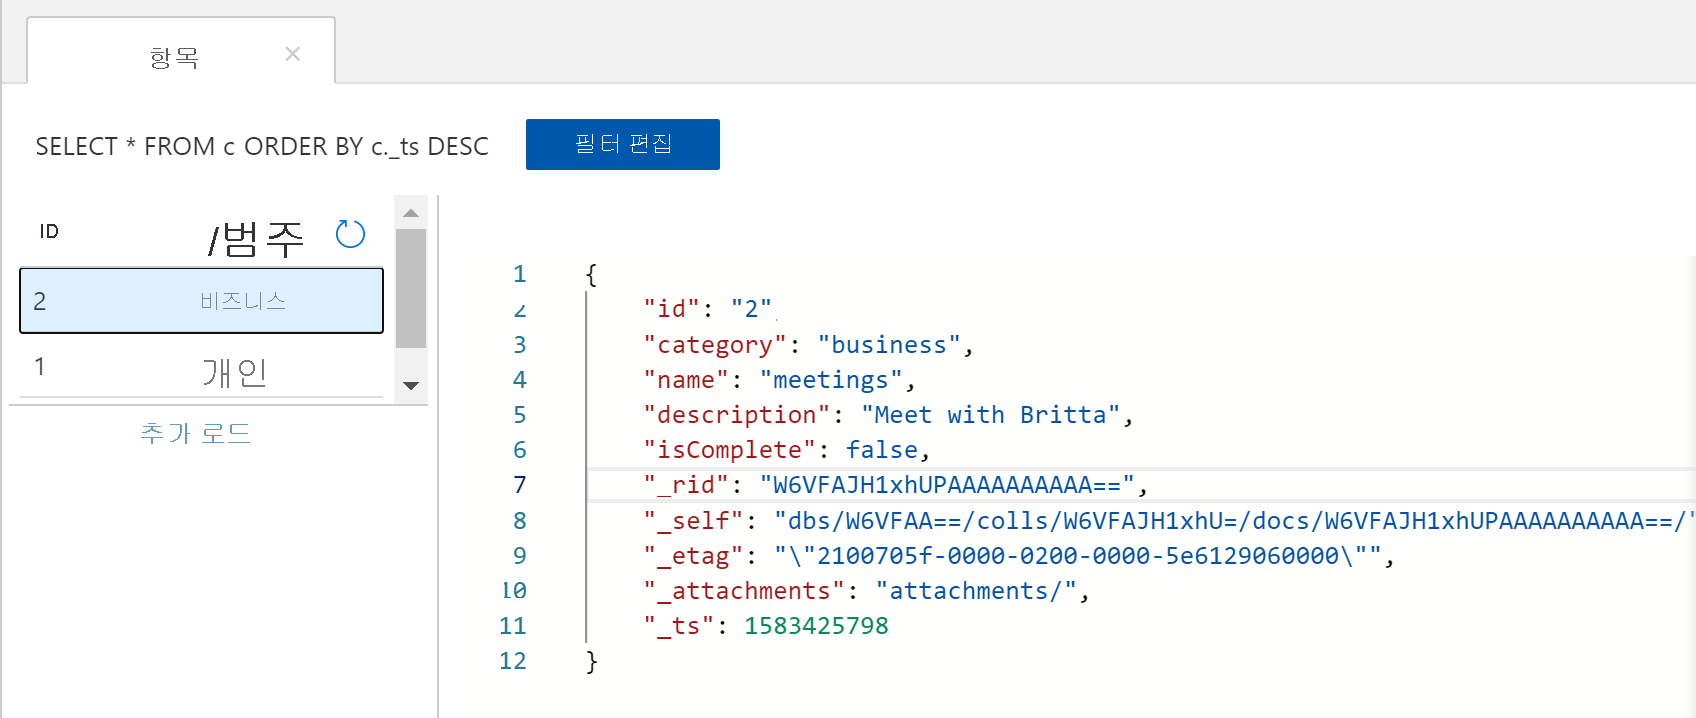 항목
SELECT * FROM c ORDER BY c._ts DESC
필터 편집
ID /범주
2 비즈니스
1 개인
추가 로드
1 {
2 "id": "2"
3 "category": "business",
4 "name": "meetings",
5 "description": "Meet with Britta",
6 "isComplete": false,
7 "_rid": "W6VFAJH1xhUPAAAAAAAAAA==",
8 "_self": "dbs/W6VFAA==/colls/W6VFAJH1xhU=/docs/W6VFAJH1xhUPAAAAAAAAAA==/"
9 "_etag": "\"2100705f-0000-0200-0000-5e6129060000\"",
10 "_attachments": "attachments/",
11 "_ts": 1583425798
12 }